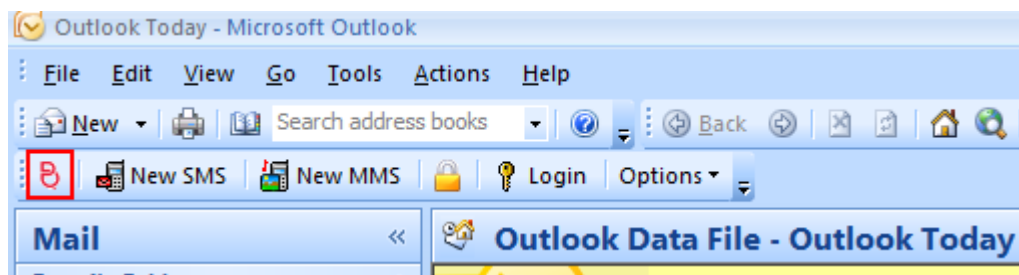 Outlook Today - Microsoft Outlook
File Edit View Go Tools Actions Help
New Search address books Back
New SMS New MMS Login Options
Mail « Outlook Data File - Outlook Today